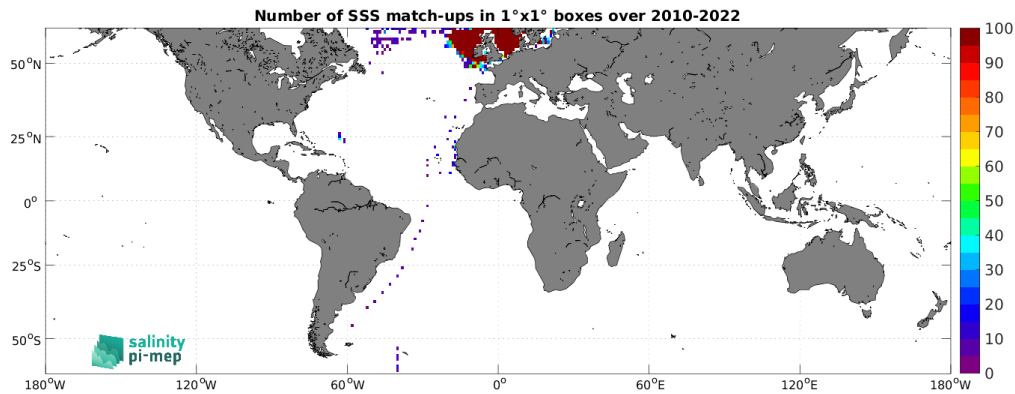 Number of SSS match-ups in 1°x1° boxes over 2010-2022
100
90
80
70
60
50
40
30
20
10
0
50°N
25°N
0°
25°S
50°S
salinity
pi-mep
180°W
120°W
60°W
0°
60°E
120°E
180°W